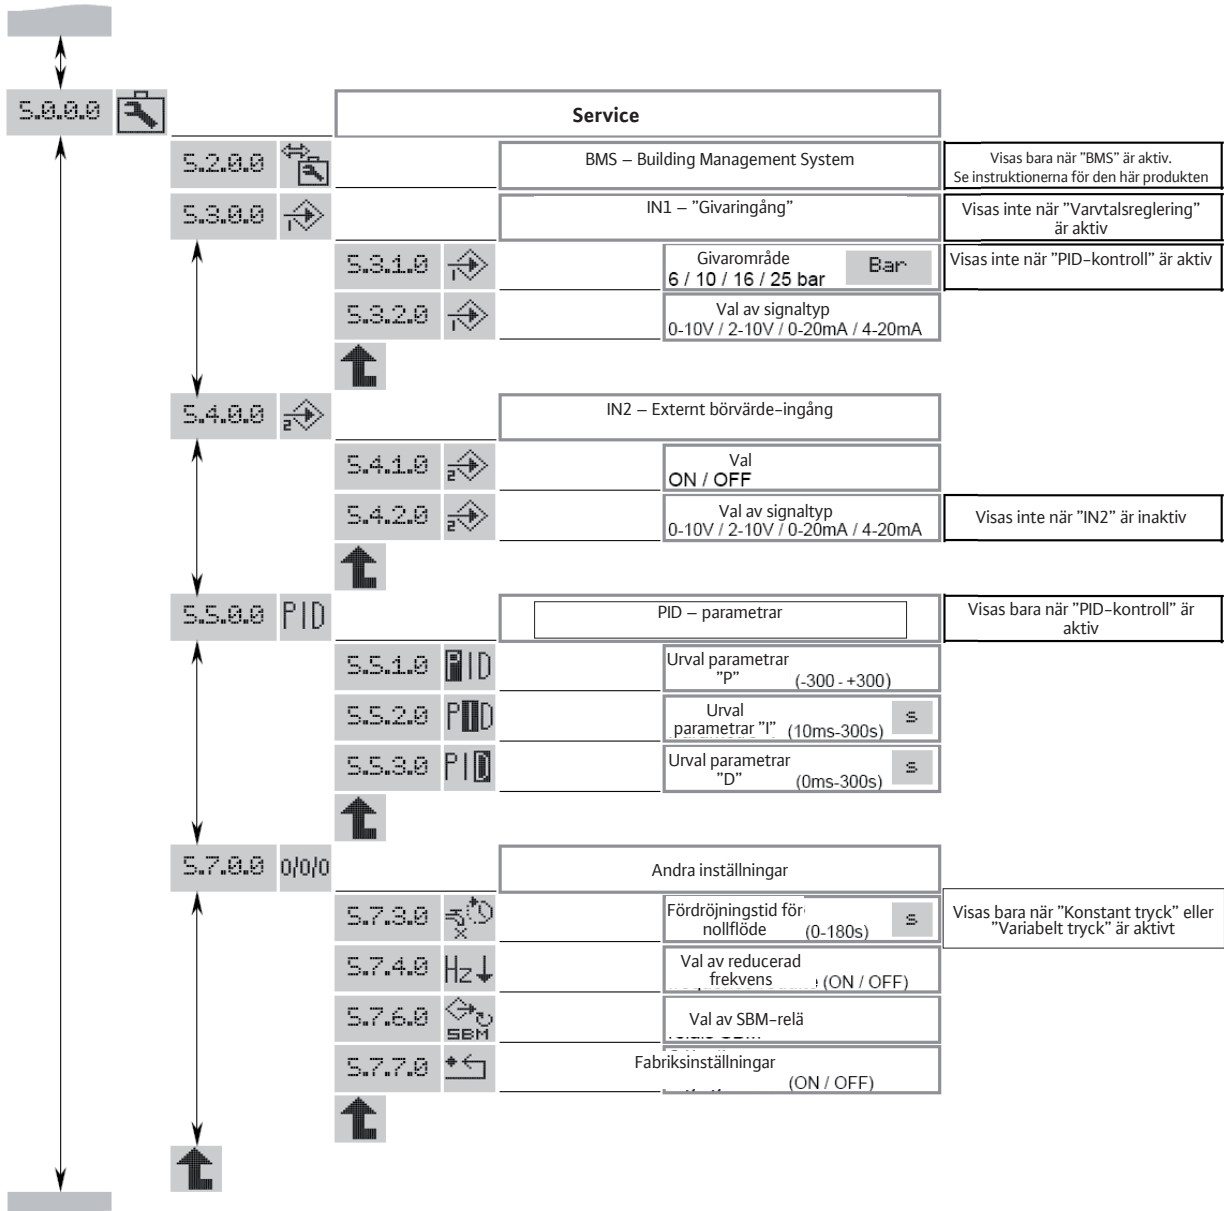 5.0.0.0
Service
5.2.0.0
BMS – Building Management System
Visas bara när "BMS" är aktiv.
Se instruktionerna för den här produkten
5.3.0.0
1
IN1 – "Givaringång"
Visas inte när "Varvtalsreglering"
är aktiv
5.3.1.0
1
Givarområde
6 / 10 / 16 / 25 bar
Bar
Visas inte när "PID-kontroll" är aktiv
5.3.2.0
1
Val av signaltyp
0-10V / 2-10V / 0-20mA / 4-20mA
5.4.0.0
2
IN2 – Externt börvärde-ingång
5.4.1.0
2
Val
ON / OFF
5.4.2.0
2
Val av signaltyp
0-10V / 2-10V / 0-20mA / 4-20mA
Visas inte när "IN2" är inaktiv
5.5.0.0
PID
PID – parametrar
Visas bara när "PID-kontroll" är
aktiv
5.5.1.0
PID
Urval parametrar
"P" (-300 - +300)
5.5.2.0
PID
Urval
parametrar "I" (10ms-300s)
s
5.5.3.0
PID
Urval parametrar
"D" (0ms-300s)
s
5.7.0.0
0/0/0
Andra inställningar
5.7.3.0
Fördröjningstid för
nollflöde (0-180s)
s
Visas bara när "Konstant tryck" eller
"Variabelt tryck" är aktivt
5.7.4.0
Hz
Val av reducerad
frekvens (ON / OFF)
5.7.6.0
SBM
Val av SBM-relä
5.7.7.0
Fabriksinställningar
(ON / OFF)